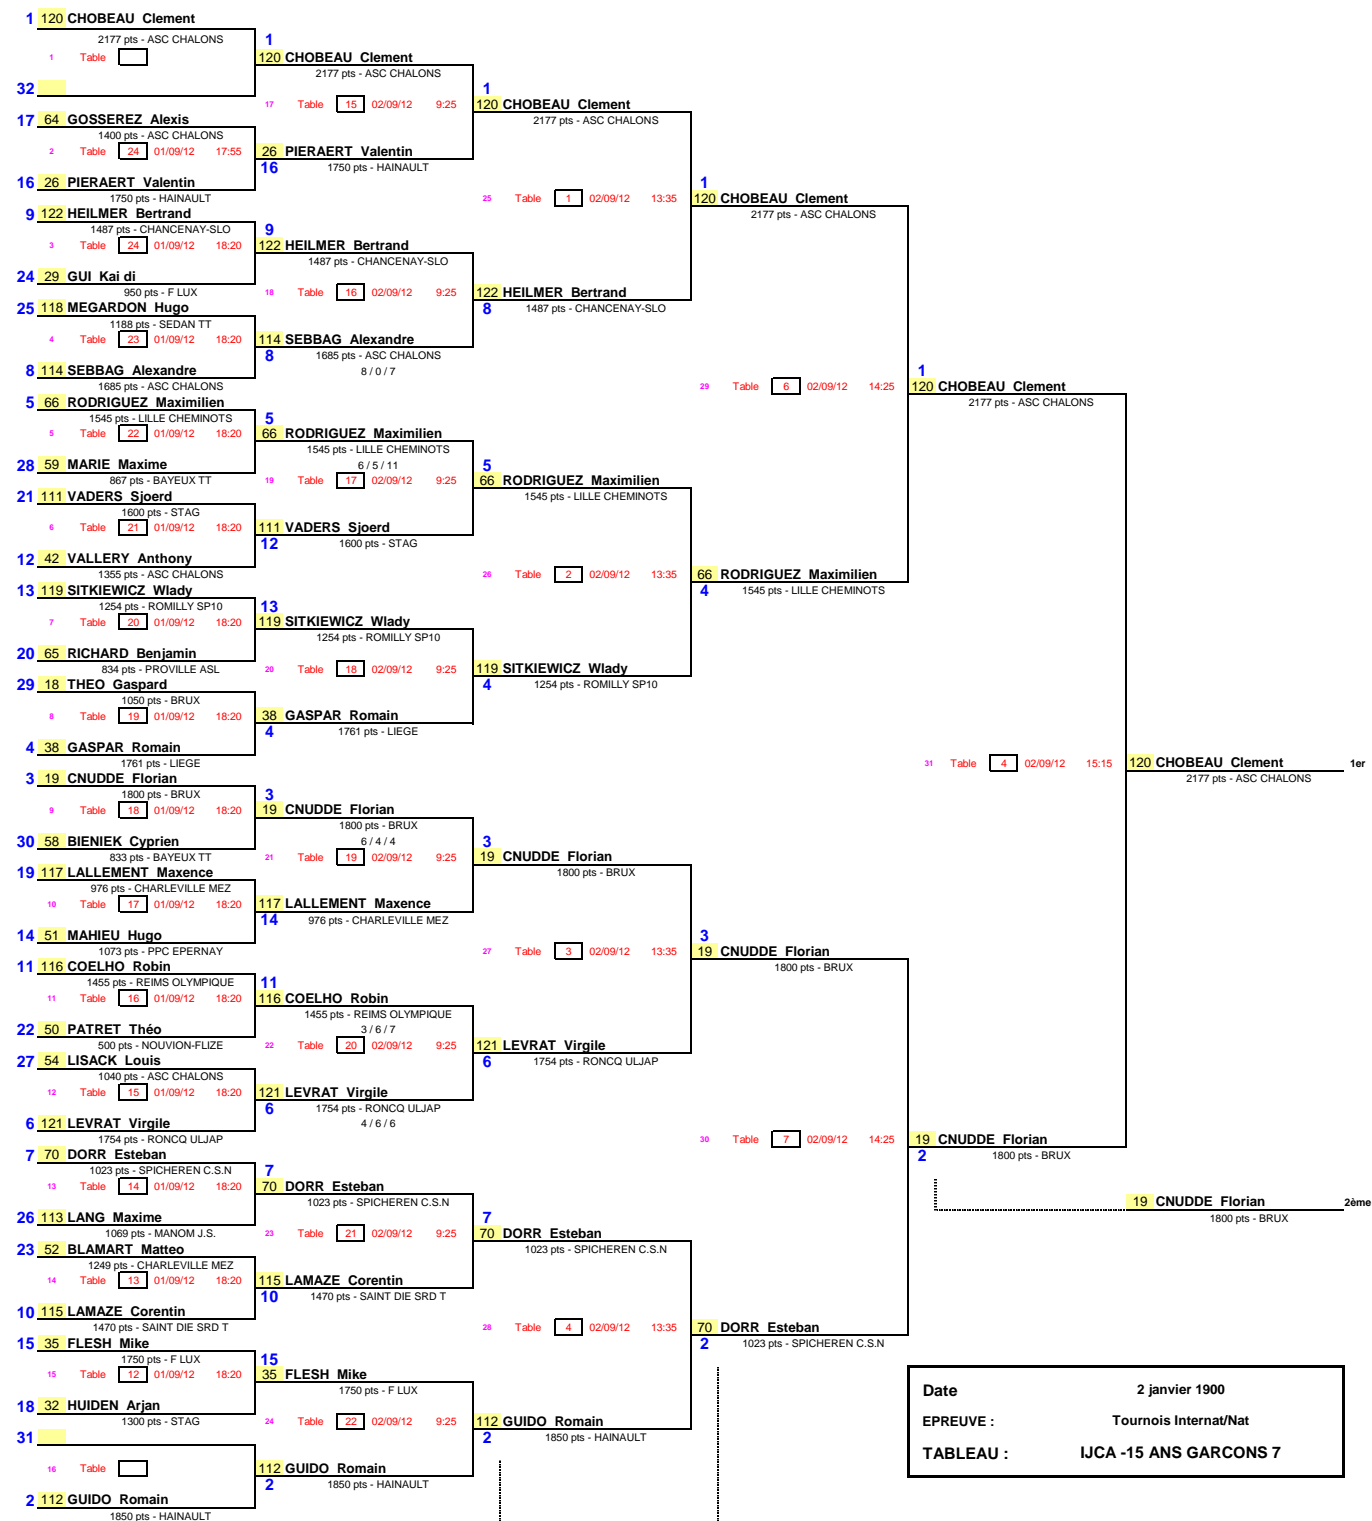 1 120 CHOBEAU Clement
2177 pts - ASC CHALONS
1 Table
32
17 64 GOSSEREZ Alexis
1400 pts - ASC CHALONS
2 Table 24 01/09/12 17:55
16 26 PIERAERT Valentin
1750 pts - HAINAULT
9 122 HEILMER Bertrand
1487 pts - CHANCENAY-SLO
3 Table 24 01/09/12 18:20
24 29 GUI Kai di
950 pts - F LUX
25 118 MEGARDON Hugo
1188 pts - SEDAN TT
4 Table 23 01/09/12 18:20
8 114 SEBBAG Alexandre
1685 pts - ASC CHALONS
5 66 RODRIGUEZ Maximilien
1545 pts - LILLE CHEMINOTS
5 Table 22 01/09/12 18:20
28 59 MARIE Maxime
867 pts - BAYEUX TT
21 111 VADERS Sjoerd
1600 pts - STAG
6 Table 21 01/09/12 18:20
12 42 VALLERY Anthony
1355 pts - ASC CHALONS
13 119 SITKIEWICZ Wlady
1254 pts - ROMILLY SP10
7 Table 20 01/09/12 18:20
20 65 RICHARD Benjamin
834 pts - PROVILLE ASL
29 18 THEO Gaspard
1050 pts - BRUX
8 Table 19 01/09/12 18:20
4 38 GASPAR Romain
1761 pts - LIEGE
3 19 CNUDDE Florian
1800 pts - BRUX
9 Table 18 01/09/12 18:20
30 58 BIENIEK Cyprien
833 pts - BAYEUX TT
19 117 LALLEMENT Maxence
976 pts - CHARLEVILLE MEZ
10 Table 17 01/09/12 18:20
14 51 MAHIEU Hugo
1073 pts - PPC EPERNAY
11 116 COELHO Robin
1455 pts - REIMS OLYMPIQUE
11 Table 16 01/09/12 18:20
22 50 PATRET Théo
500 pts - NOUVION-FLIZE
27 54 LISACK Louis
1040 pts - ASC CHALONS
12 Table 15 01/09/12 18:20
6 121 LEVRAT Virgile
1754 pts - RONCQ ULJAP
7 70 DORR Esteban
1023 pts - SPICHEREN C.S.N
13 Table 14 01/09/12 18:20
26 113 LANG Maxime
1069 pts - MANOM J.S.
23 52 BLAMART Matteo
1249 pts - CHARLEVILLE MEZ
14 Table 13 01/09/12 18:20
10 115 LAMAZE Corentin
1470 pts - SAINT DIE SRD T
15 35 FLESH Mike
1750 pts - F LUX
15 Table 12 01/09/12 18:20
18 32 HUIDEN Arjan
1300 pts - STAG
31
16 Table
2 112 GUIDO Romain
1850 pts - HAINAULT
1
120 CHOBEAU Clement
2177 pts - ASC CHALONS
17 Table 15 02/09/12 9:25
26 PIERAERT Valentin
16 1750 pts - HAINAULT
9
122 HEILMER Bertrand
1487 pts - CHANCENAY-SLO
18 Table 16 02/09/12 9:25
114 SEBBAG Alexandre
8 1685 pts - ASC CHALONS
8 / 0 / 7
5
66 RODRIGUEZ Maximilien
1545 pts - LILLE CHEMINOTS
6 / 5 / 11
19 Table 17 02/09/12 9:25
111 VADERS Sjoerd
12 1600 pts - STAG
13
119 SITKIEWICZ Wlady
1254 pts - ROMILLY SP10
20 Table 18 02/09/12 9:25
38 GASPAR Romain
4 1761 pts - LIEGE
3
19 CNUDDE Florian
1800 pts - BRUX
6 / 4 / 4
21 Table 19 02/09/12 9:25
117 LALLEMENT Maxence
14 976 pts - CHARLEVILLE MEZ
11
116 COELHO Robin
1455 pts - REIMS OLYMPIQUE
3 / 6 / 7
22 Table 20 02/09/12 9:25
121 LEVRAT Virgile
6 1754 pts - RONCQ ULJAP
4 / 6 / 6
7
70 DORR Esteban
1023 pts - SPICHEREN C.S.N
23 Table 21 02/09/12 9:25
115 LAMAZE Corentin
10 1470 pts - SAINT DIE SRD T
15
35 FLESH Mike
1750 pts - F LUX
24 Table 22 02/09/12 9:25
112 GUIDO Romain
2 1850 pts - HAINAULT
1
120 CHOBEAU Clement
2177 pts - ASC CHALONS
25 Table 1 02/09/12 13:35
122 HEILMER Bertrand
8 1487 pts - CHANCENAY-SLO
5
66 RODRIGUEZ Maximilien
1545 pts - LILLE CHEMINOTS
26 Table 2 02/09/12 13:35
119 SITKIEWICZ Wlady
4 1254 pts - ROMILLY SP10
3
19 CNUDDE Florian
1800 pts - BRUX
27 Table 3 02/09/12 13:35
121 LEVRAT Virgile
6 1754 pts - RONCQ ULJAP
7
70 DORR Esteban
1023 pts - SPICHEREN C.S.N
28 Table 4 02/09/12 13:35
112 GUIDO Romain
2 1850 pts - HAINAULT
1
120 CHOBEAU Clement
2177 pts - ASC CHALONS
29 Table 6 02/09/12 14:25
66 RODRIGUEZ Maximilien
4 1545 pts - LILLE CHEMINOTS
3
19 CNUDDE Florian
1800 pts - BRUX
30 Table 7 02/09/12 14:25
70 DORR Esteban
2 1023 pts - SPICHEREN C.S.N
1
120 CHOBEAU Clement
2177 pts - ASC CHALONS
31 Table 4 02/09/12 15:15
19 CNUDDE Florian
2 1800 pts - BRUX
120 CHOBEAU Clement 1er
2177 pts - ASC CHALONS
19 CNUDDE Florian 2ème
1800 pts - BRUX
Date 2 janvier 1900
EPREUVE : Tournois Internat/Nat
TABLEAU : IJCA -15 ANS GARCONS 7